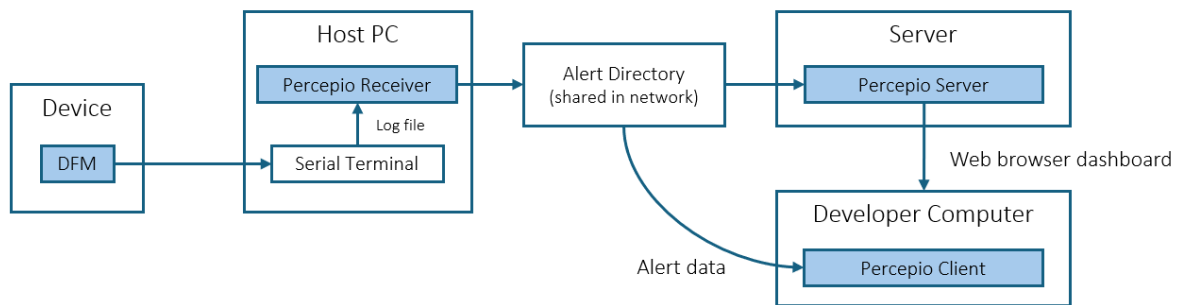 Device
DFM
Host PC
Percepio Receiver
Log file
Serial Terminal
Alert Directory
(shared in network)
Server
Percepio Server
Web browser dashboard
Developer Computer
Percepio Client
Alert data